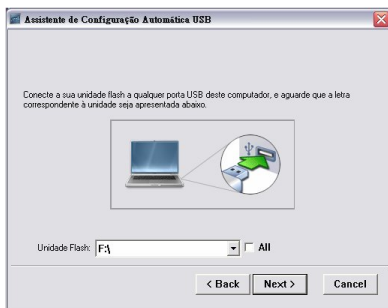 Assistente de Configuração Automática USB
Conecte a sua unidade flash a qualquer porta USB deste computador, e aguarde que a letra
correspondente à unidade seja apresentada abaixo.
Unidade Flash: F:\ All
< Back Next > Cancel